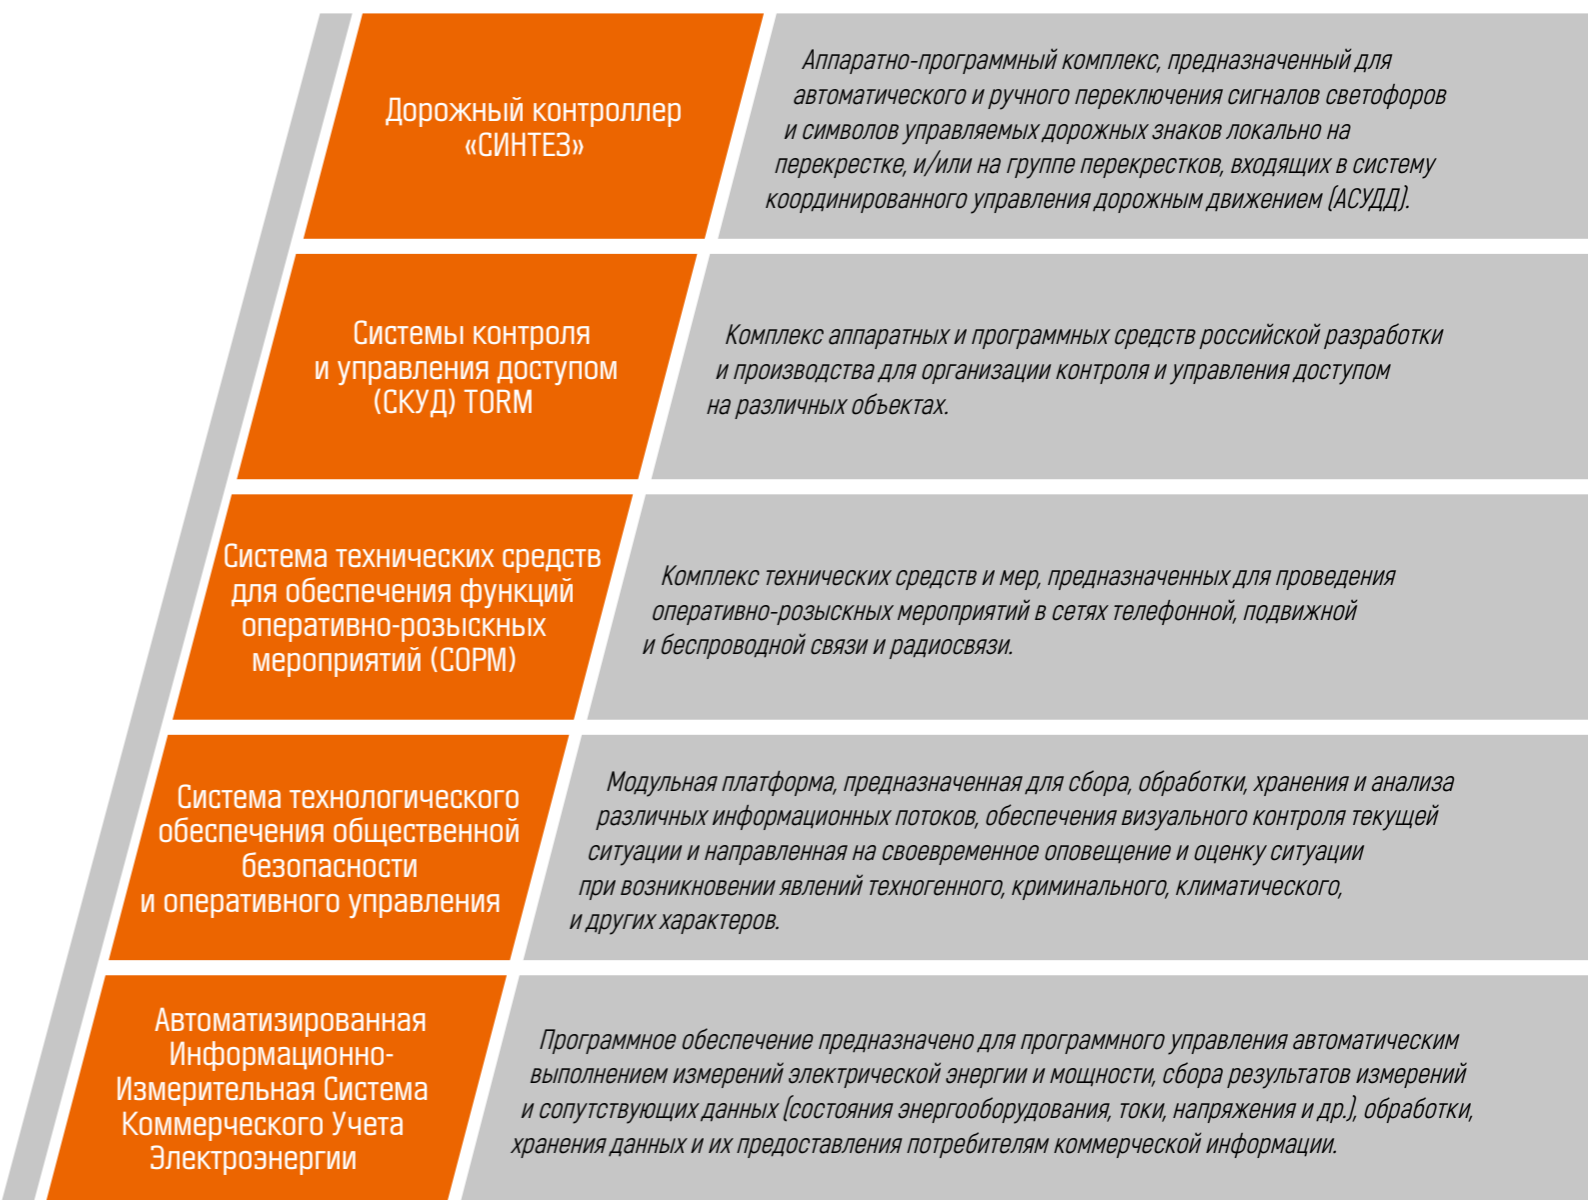 Дорожный контроллер
«СИНТЕЗ»
Аппаратно-программный комплекс, предназначенный для
автоматического и ручного переключения сигналов светофоров
и символов управляемых дорожных знаков локально на
перекрестке, и/или на группе перекрестков, входящих в систему
координированного управления дорожным движением (АСУДД).
Системы контроля
и управления доступом
(СКУД) TORM
Комплекс аппаратных и программных средств российской разработки
и производства для организации контроля и управления доступом
на различных объектах.
Система технических средств
для обеспечения функций
оперативно-розыскных
мероприятий (СОРМ)
Комплекс технических средств и мер, предназначенных для проведения
оперативно-розыскных мероприятий в сетях телефонной, подвижной
и беспроводной связи и радиосвязи.
Система технологического
обеспечения общественной
безопасности
и оперативного управления
Модульная платформа, предназначенная для сбора, обработки, хранения и анализа
различных информационных потоков, обеспечения визуального контроля текущей
ситуации и направленная на своевременное оповещение и оценку ситуации
при возникновении явлений техногенного, криминального, климатического,
и других характеров.
Автоматизированная
Информационно-
Измерительная Система
Коммерческого Учета
Электроэнергии
Программное обеспечение предназначено для программного управления автоматическим
выполнением измерений электрической энергии и мощности, сбора результатов измерений
и сопутствующих данных (состояния энергооборудования, токи, напряжения и др.), обработки,
хранения данных и их предоставления потребителям коммерческой информации.